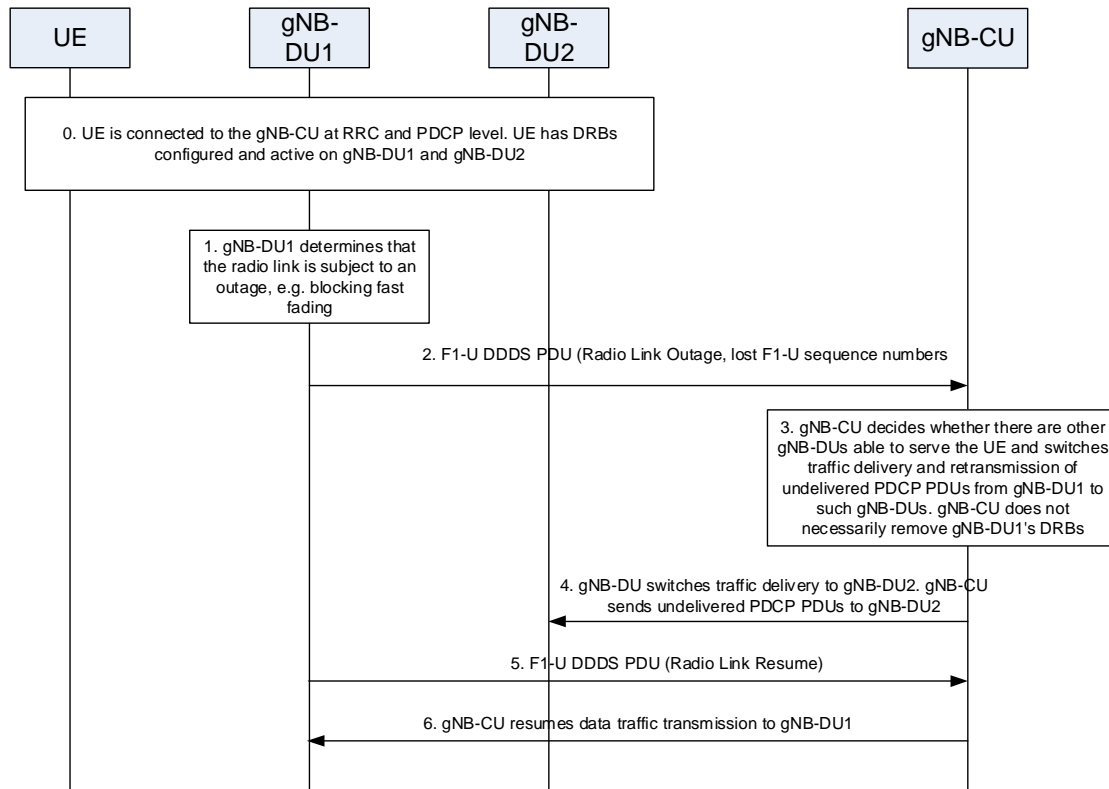 UE
gNB-
DU1
gNB-
DU2
gNB-CU
0. UE is connected to the gNB-CU at RRC and PDCP level. UE has DRBs
configured and active on gNB-DU1 and gNB-DU2
1. gNB-DU1 determines that
the radio link is subject to an
outage, e.g. blocking fast
fading
2. F1-U DDDS PDU (Radio Link Outage, lost F1-U sequence numbers
3. gNB-CU decides whether there are other
gNB-DUs able to serve the UE and switches
traffic delivery and retransmission of
undelivered PDCP PDUs from gNB-DU1 to
such gNB-DUs. gNB-CU does not
necessarily remove gNB-DU1's DRBs
4. gNB-DU switches traffic delivery to gNB-DU2. gNB-CU
sends undelivered PDCP PDUs to gNB-DU2
5. F1-U DDDS PDU (Radio Link Resume)
6. gNB-CU resumes data traffic transmission to gNB-DU1